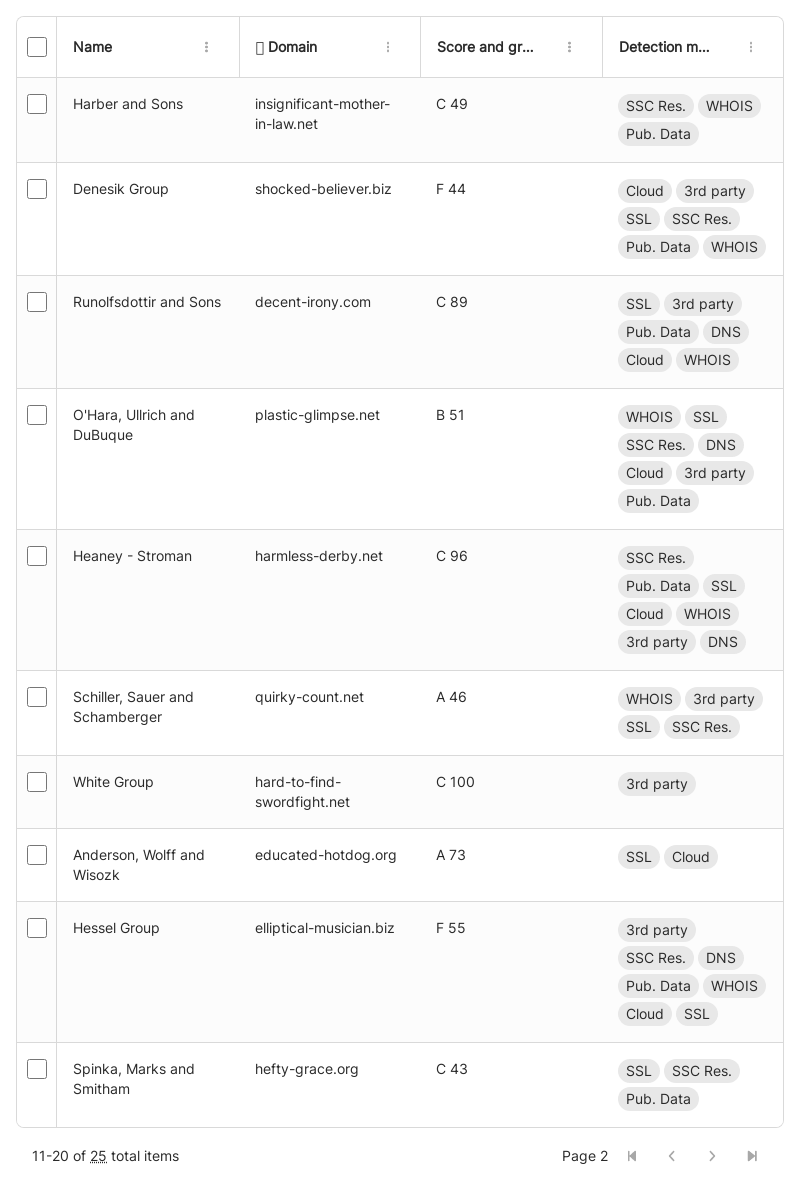 Name
Domain
Score and gr...
Detection m...
Harber and Sons
insignificant-mother-
in-law.net
C 49
SSC Res. WHOIS
Pub. Data
Denesik Group
shocked-believer.biz
F 44
Cloud 3rd party
SSL SSC Res.
Pub. Data WHOIS
Runolfsdottir and Sons
decent-irony.com
C 89
SSL 3rd party
Pub. Data DNS
Cloud WHOIS
O'Hara, Ullrich and
DuBuque
plastic-glimpse.net
B 51
WHOIS SSL
SSC Res. DNS
Cloud 3rd party
Pub. Data
Heaney - Stroman
harmless-derby.net
C 96
SSC Res.
Pub. Data SSL
Cloud WHOIS
3rd party DNS
Schiller, Sauer and
Schamberger
quirky-count.net
A 46
WHOIS 3rd party
SSL SSC Res.
White Group
hard-to-find-
swordfight.net
C 100
3rd party
Anderson, Wolff and
Wisozk
educated-hotdog.org
A 73
SSL Cloud
Hessel Group
elliptical-musician.biz
F 55
3rd party
SSC Res. DNS
Pub. Data WHOIS
Cloud SSL
Spinka, Marks and
Smitham
hefty-grace.org
C 43
SSL SSC Res.
Pub. Data
11-20 of 25 total items
Page 2